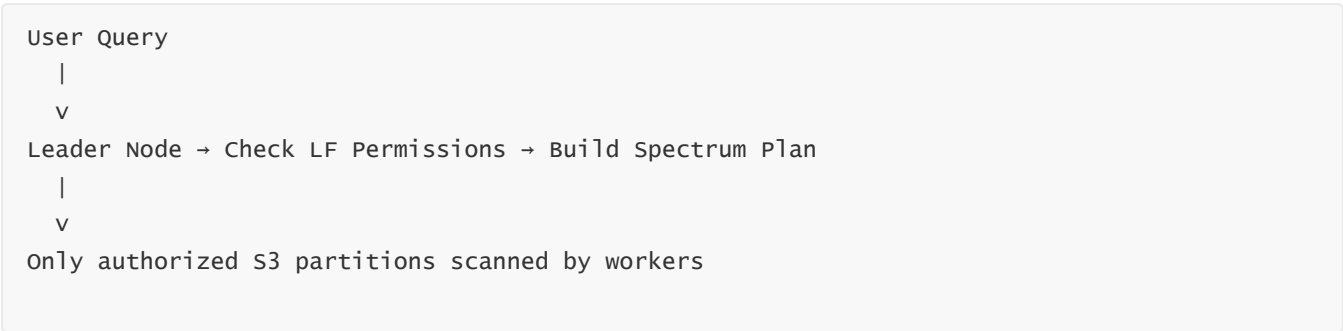 User Query
  |
  v
Leader Node → Check LF Permissions → Build Spectrum Plan
  |
  v
Only authorized S3 partitions scanned by workers